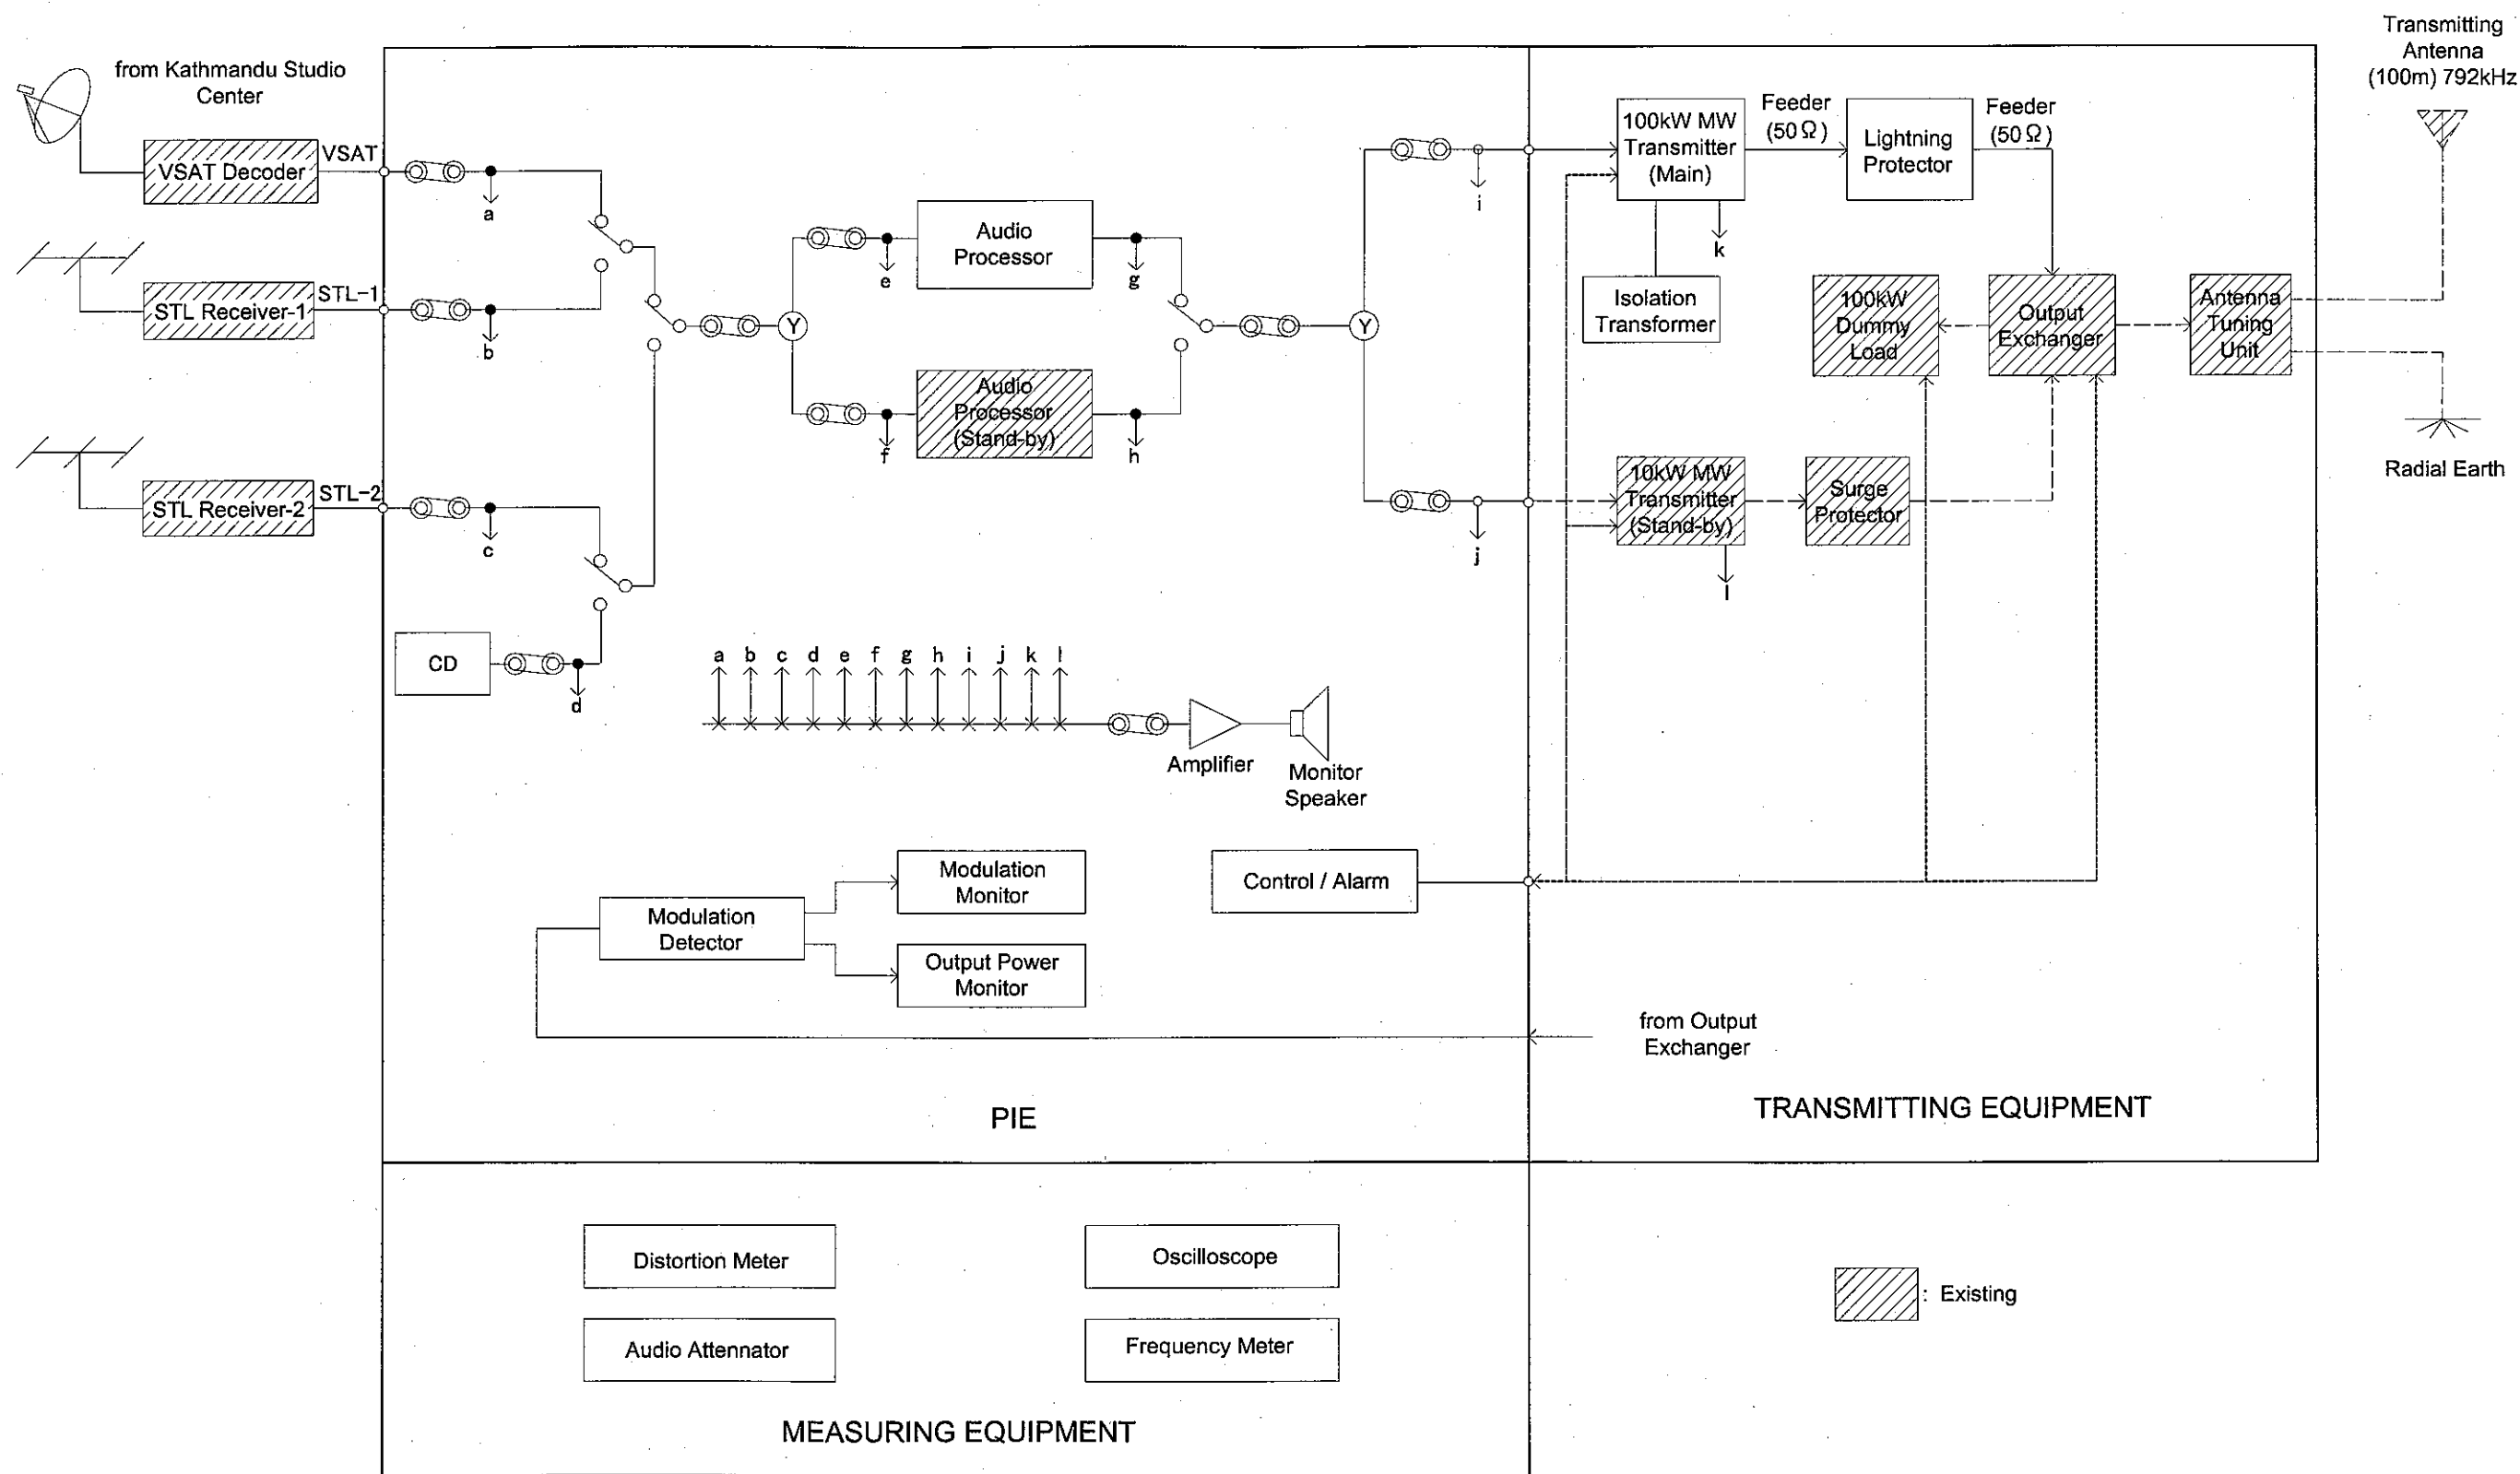 from Kathmandu Studio
Center
VSAT Decoder
VSAT
a
STL Receiver-1
STL-1
b
STL Receiver-2
STL-2
c
CD
d
e
Audio
Processor
g
f
Audio
Processor
(Stand-by)
h
Y
Y
i
j
a b c d e f g h i j k l
Amplifier
Monitor
Speaker
Modulation
Detector
Modulation
Monitor
Output Power
Monitor
Control / Alarm
PIE
100kW MW
Transmitter
(Main)
k
Feeder
(50Ω)
Lightning
Protector
Feeder
(50Ω)
Isolation
Transformer
100kW
Dummy
Load
Output
Exchanger
Antenna
Tuning
Unit
10kW MW
Transmitter
(Stand-by)
l
Surge
Protector
from Output
Exchanger
TRANSMITTING EQUIPMENT
Transmitting
Antenna
(100m) 792kHz
Radial Earth
Distortion Meter
Oscilloscope
Audio Attennator
Frequency Meter
MEASURING EQUIPMENT
: Existing